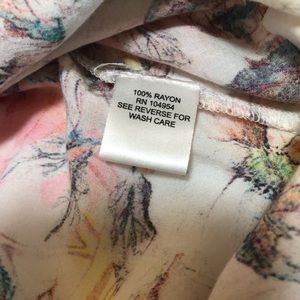 100% RAYON
RN 104954
SEE REVERSE FOR
WASH CARE